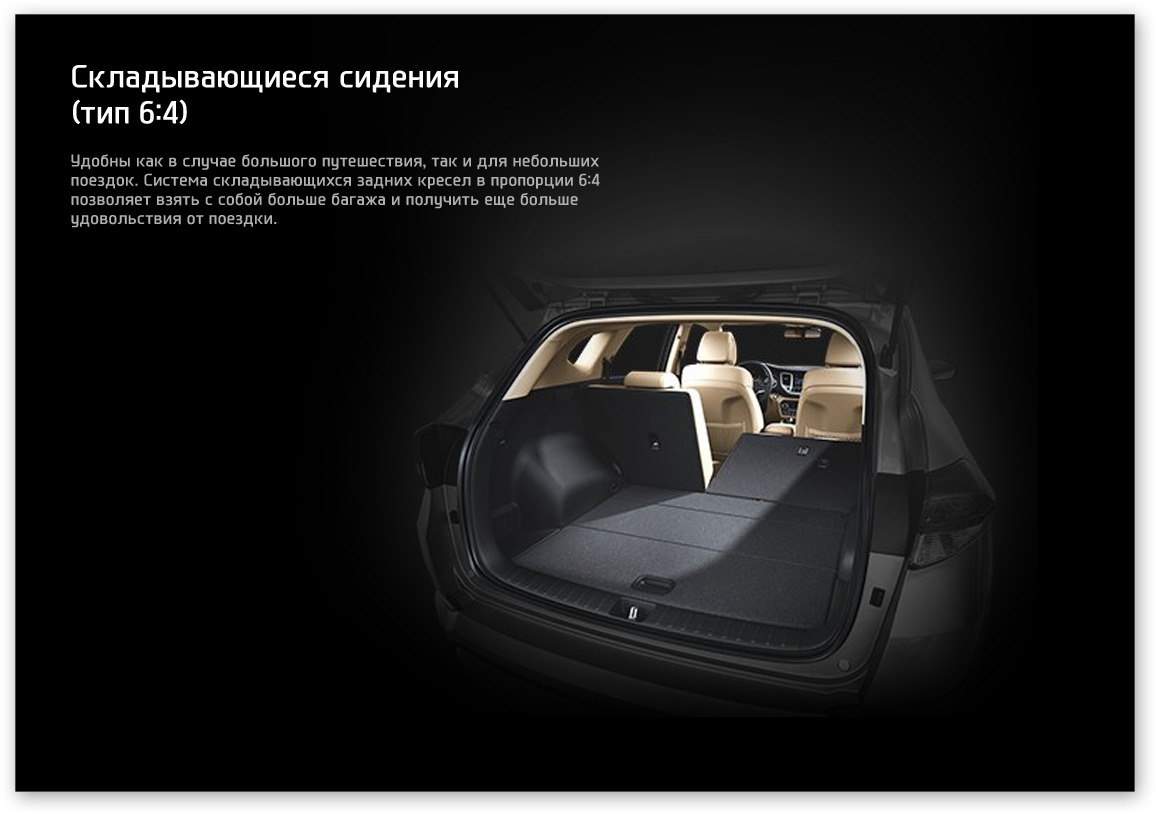 Складывающиеся сидения
(тип 6:4)
Удобны как в случае большого путешествия, так и для небольших
поездок. Система складывающихся задних кресел в пропорции 6:4
позволяет взять с собой больше багажа и получить еще больше
удовольствия от поездки.